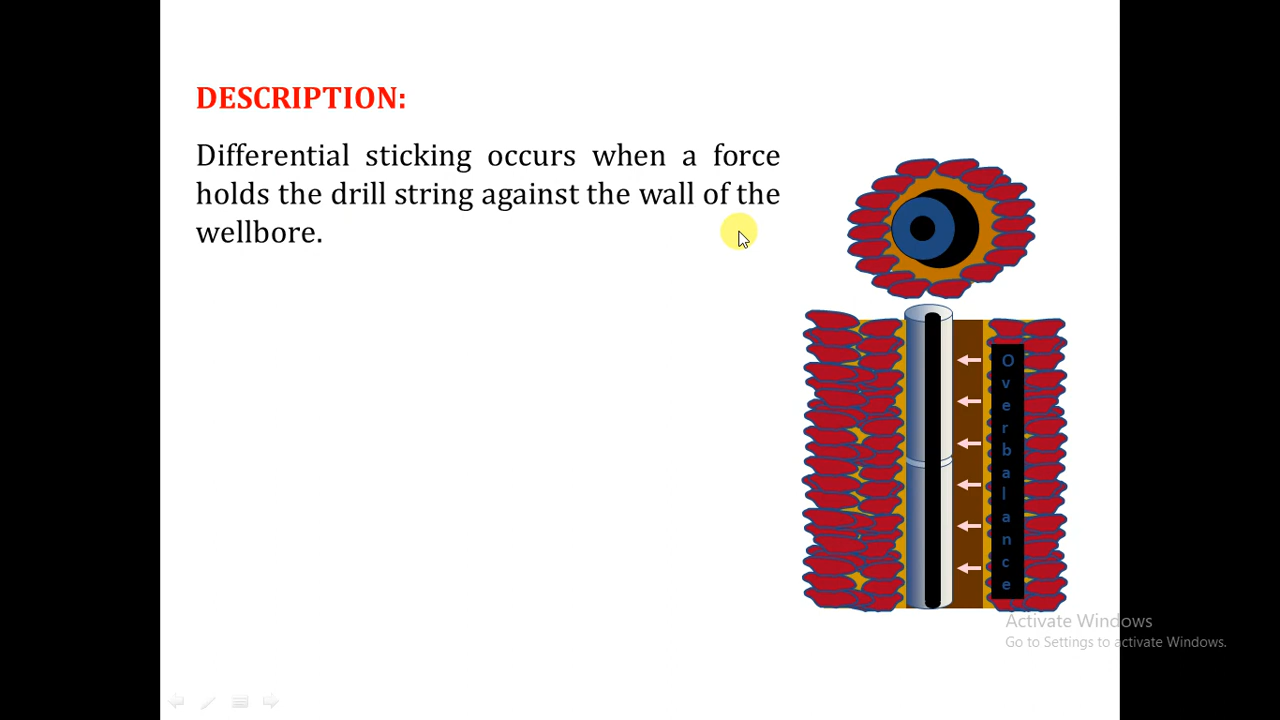 DESCRIPTION:
Differential sticking occurs when a force
holds the drill string against the wall of the
wellbore.
Overbalance
Activate Windows
Go to Settings to activate Windows.